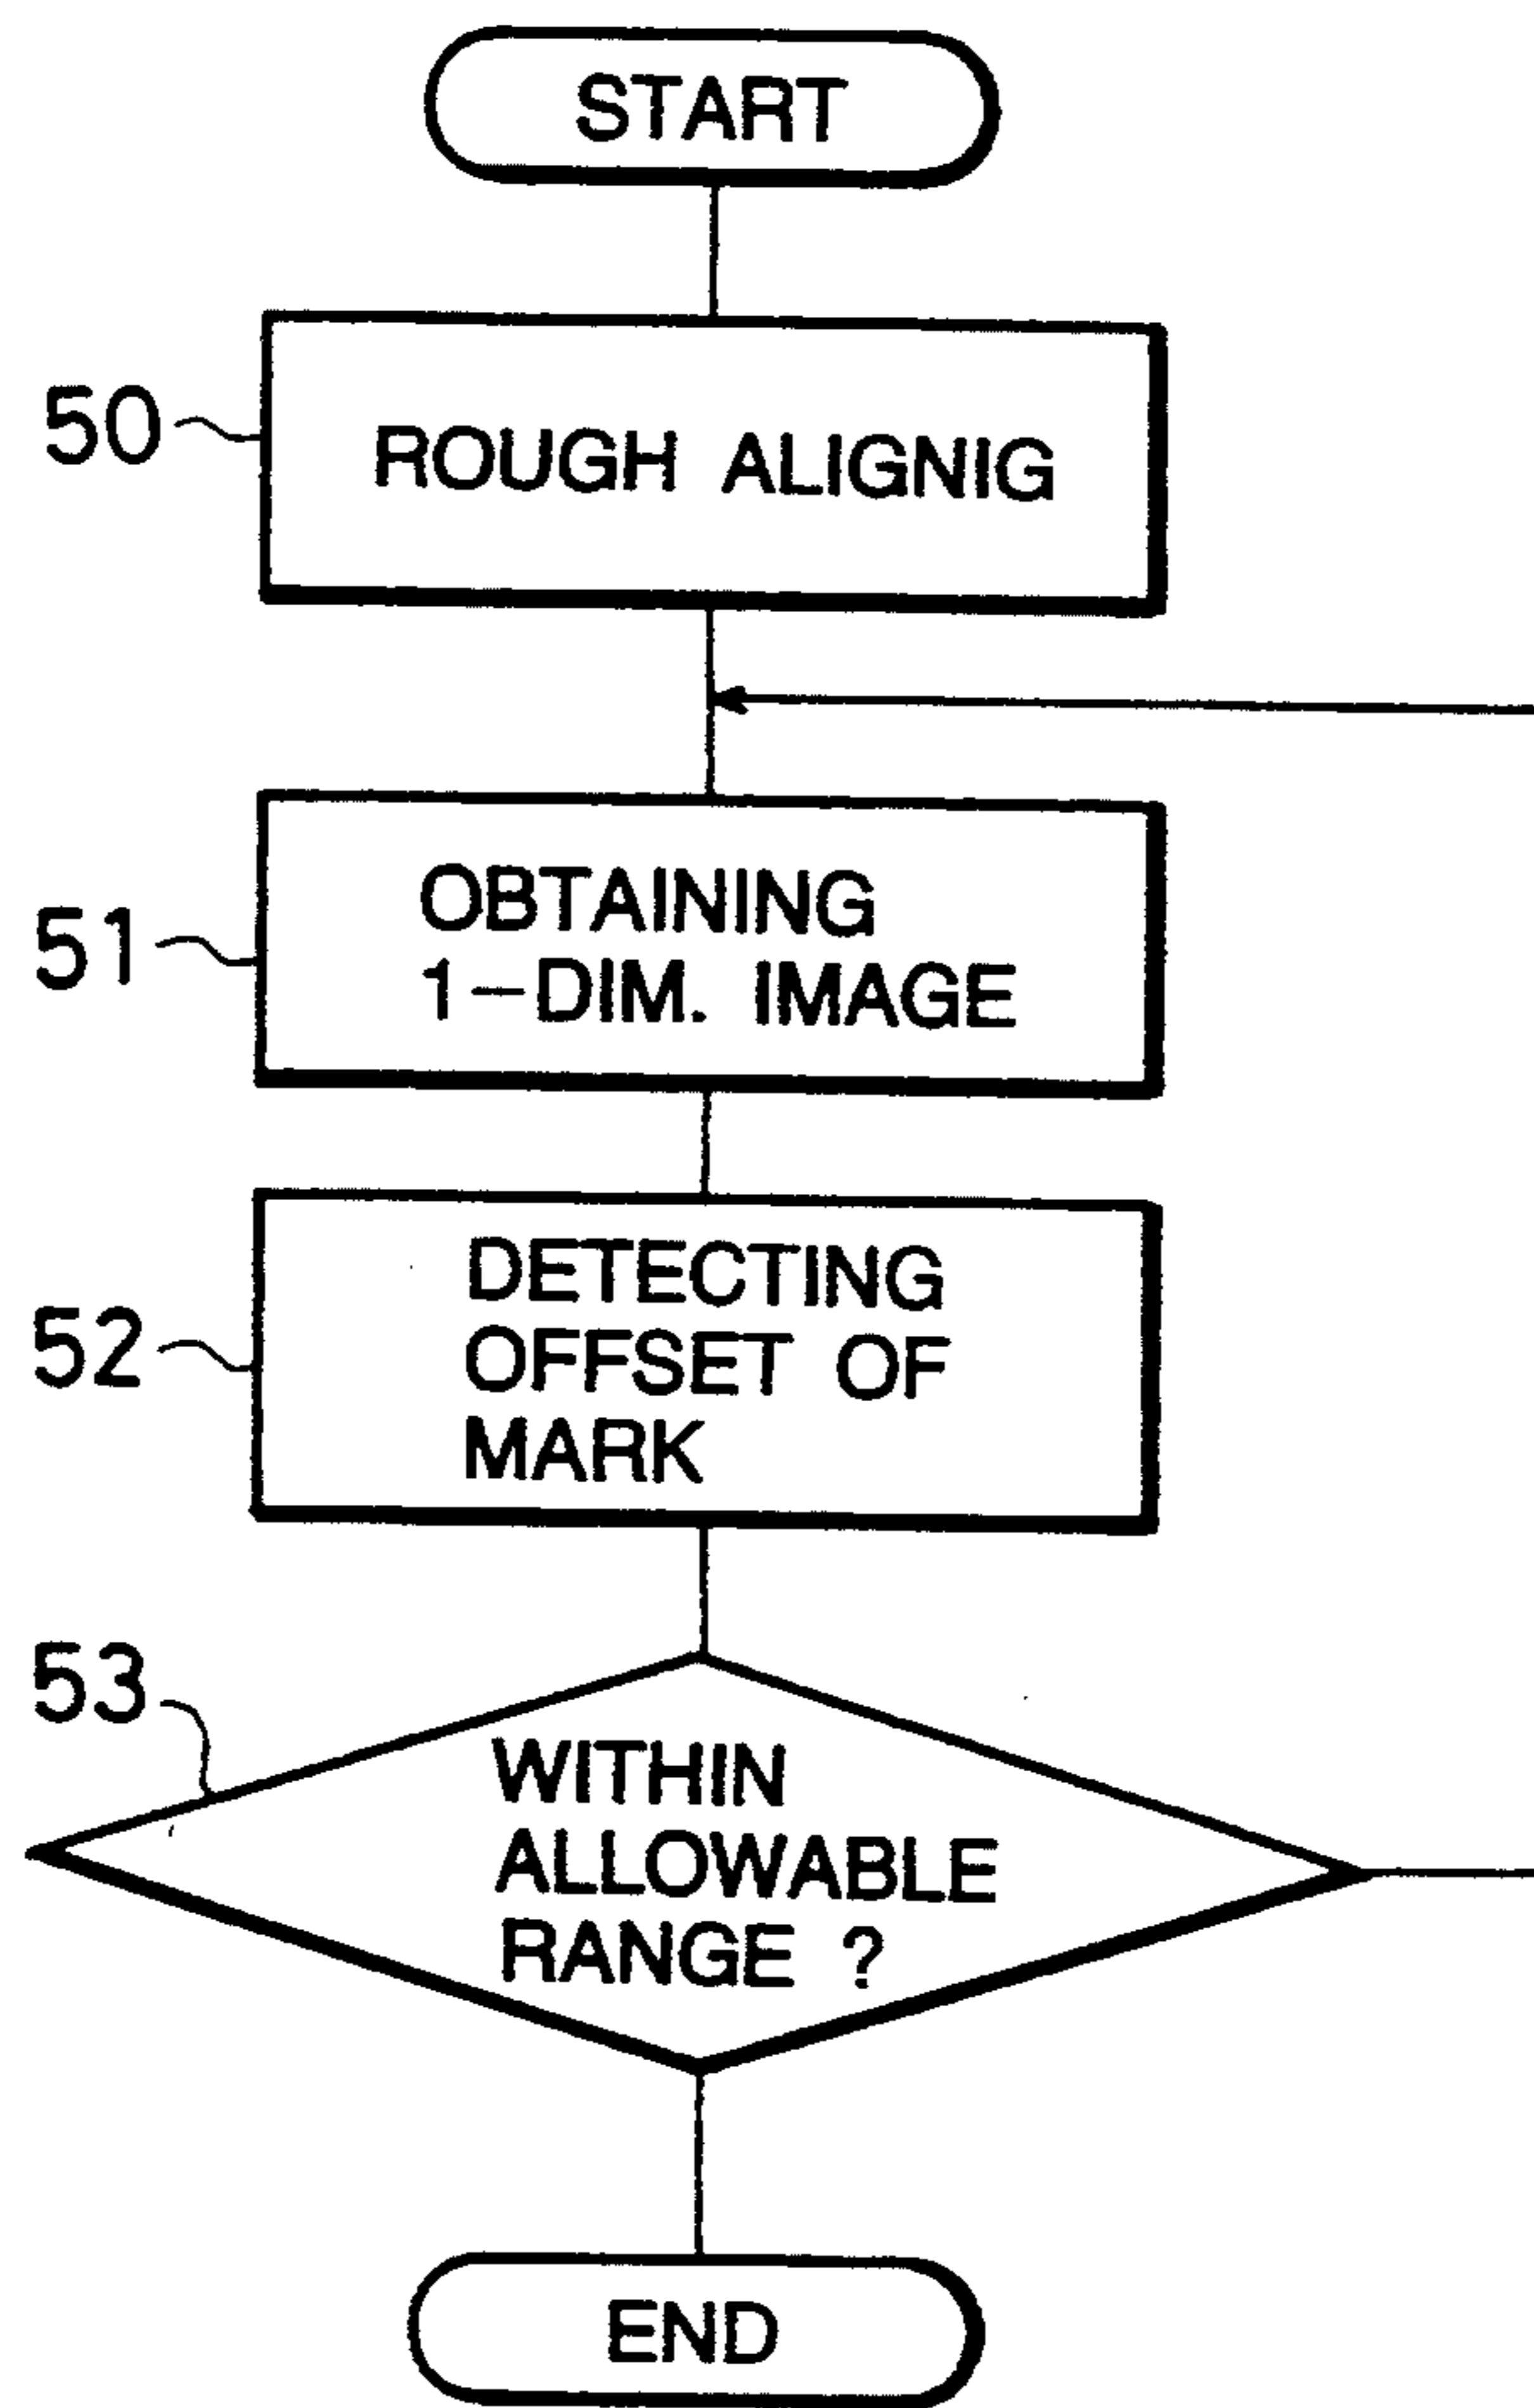 START
50
ROUGH ALIGNIG
51
OBTAINING
1-DIM. IMAGE
52
DETECTING
OFFSET OF
MARK
53
WITHIN
ALLOWABLE
RANGE ?
END